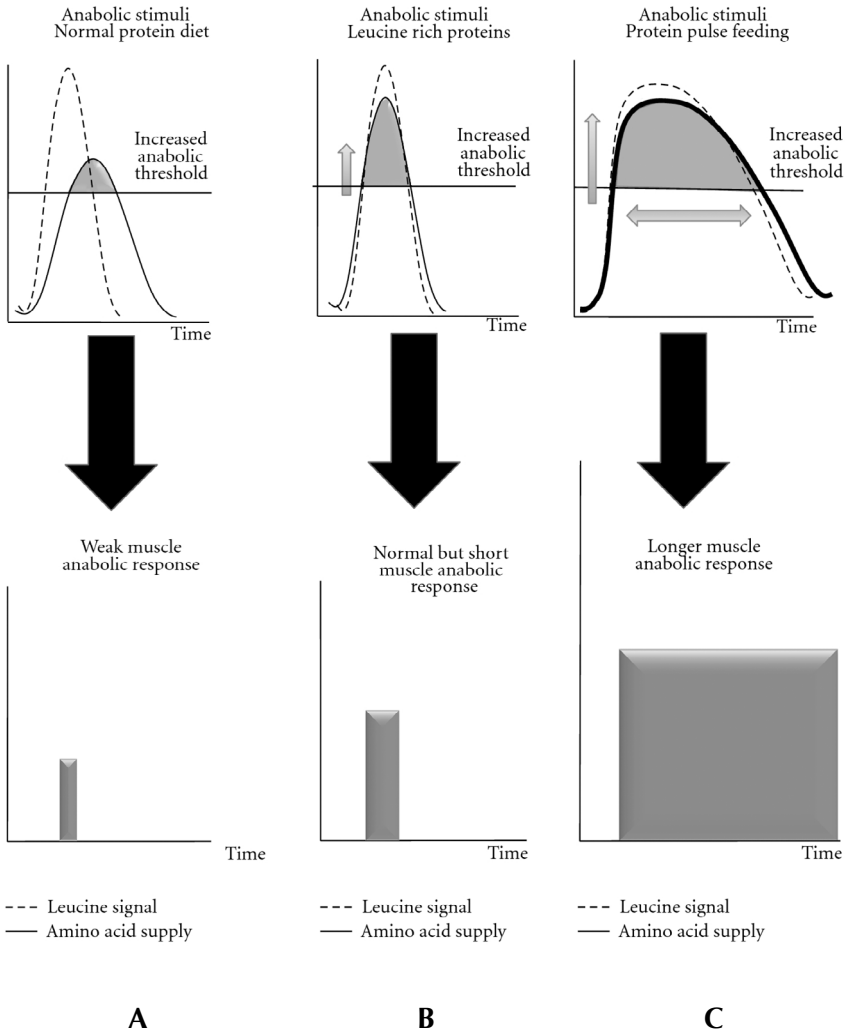 Anabolic stimuli
Normal protein diet
Increased
anabolic
threshold
Time
Weak muscle
anabolic response
Time
Leucine signal
Amino acid supply
A
Anabolic stimuli
Leucine rich proteins
Increased
anabolic
threshold
Time
Normal but short
muscle anabolic
response
Time
Leucine signal
Amino acid supply
B
Anabolic stimuli
Protein pulse feeding
Increased
anabolic
threshold
Time
Longer muscle
anabolic response
Time
Leucine signal
Amino acid supply
C